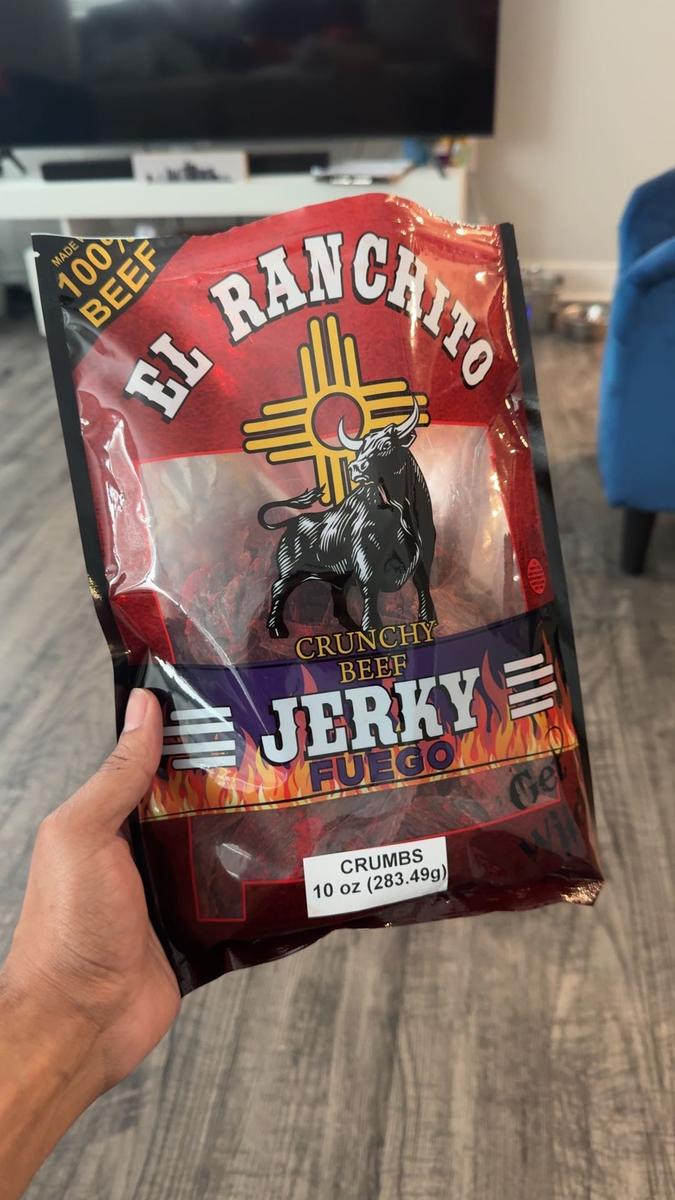 MADE
100%
BEEF
EL RANCHITO
CRUNCHY
BEEF
JERKY
FUEGO
CRUMBS
10 oz (283.49g)